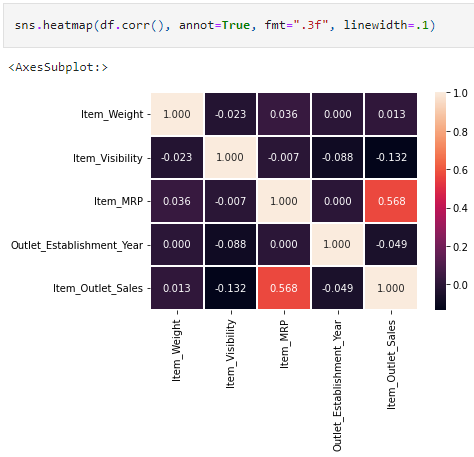 sns.heatmap(df.corr(), annot=True, fmt=".3f", linewidth=.1)
<AxesSubplot:>
Item_Weight 1.000 -0.023 0.036 0.000 0.013
Item_Visibility -0.023 1.000 -0.007 -0.088 -0.132
Item_MRP 0.036 -0.007 1.000 0.000 0.568
Outlet_Establishment_Year 0.000 -0.088 0.000 1.000 -0.049
Item_Outlet_Sales 0.013 -0.132 0.568 -0.049 1.000
Item_Weight
Item_Visibility
Item_MRP
Outlet_Establishment_Year
Item_Outlet_Sales
1.0
0.8
0.6
0.4
0.2
0.0